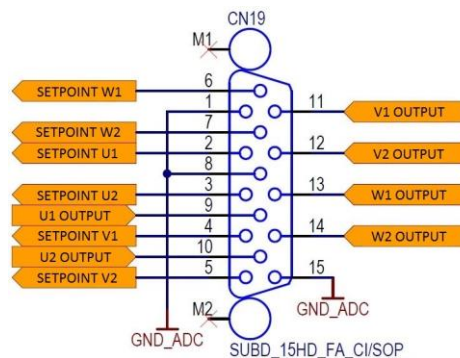 CN19
M1
SETPOINT W1 6
1 11 V1 OUTPUT
SETPOINT W2 7
SETPOINT U1 2 12 V2 OUTPUT
8
SETPOINT U2 3 13 W1 OUTPUT
U1 OUTPUT 9
SETPOINT V1 4 14 W2 OUTPUT
U2 OUTPUT 10
SETPOINT V2 5 15
GND_ADC
M2
GND_ADC
SUBD_15HD_FA_CI/SOP